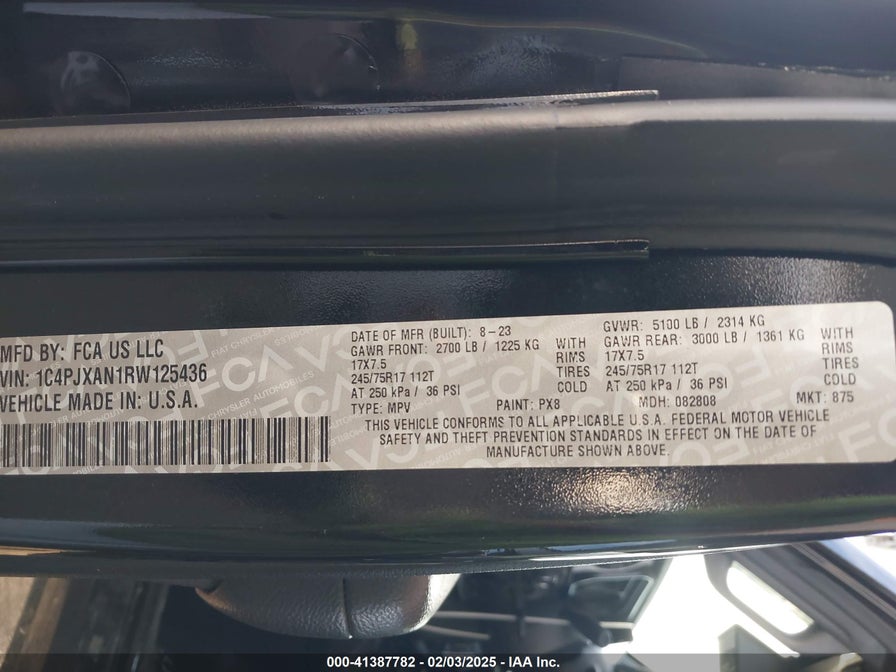 MFD BY: FCA US LLC
VIN: 1C4PJXAN1RW125436
VEHICLE MADE IN: U.S.A.
DATE OF MFR (BUILT): 8-23
GAWR FRONT: 2700 LB / 1225 KG WITH
17X7.5 RIMS
245/75R17 112T TIRES
AT 250 kPa / 36 PSI COLD
TYPE: MPV PAINT: PX8
GVWR: 5100 LB / 2314 KG
GAWR REAR: 3000 LB / 1361 KG WITH
17X7.5 RIMS
245/75R17 112T TIRES
AT 250 kPa / 36 PSI COLD
MDH: 082808 MKT: 875
THIS VEHICLE CONFORMS TO ALL APPLICABLE U.S.A. FEDERAL MOTOR VEHICLE
SAFETY AND THEFT PREVENTION STANDARDS IN EFFECT ON THE DATE OF
MANUFACTURE SHOWN ABOVE.
000-41387782 - 02/03/2025 - IAA Inc.